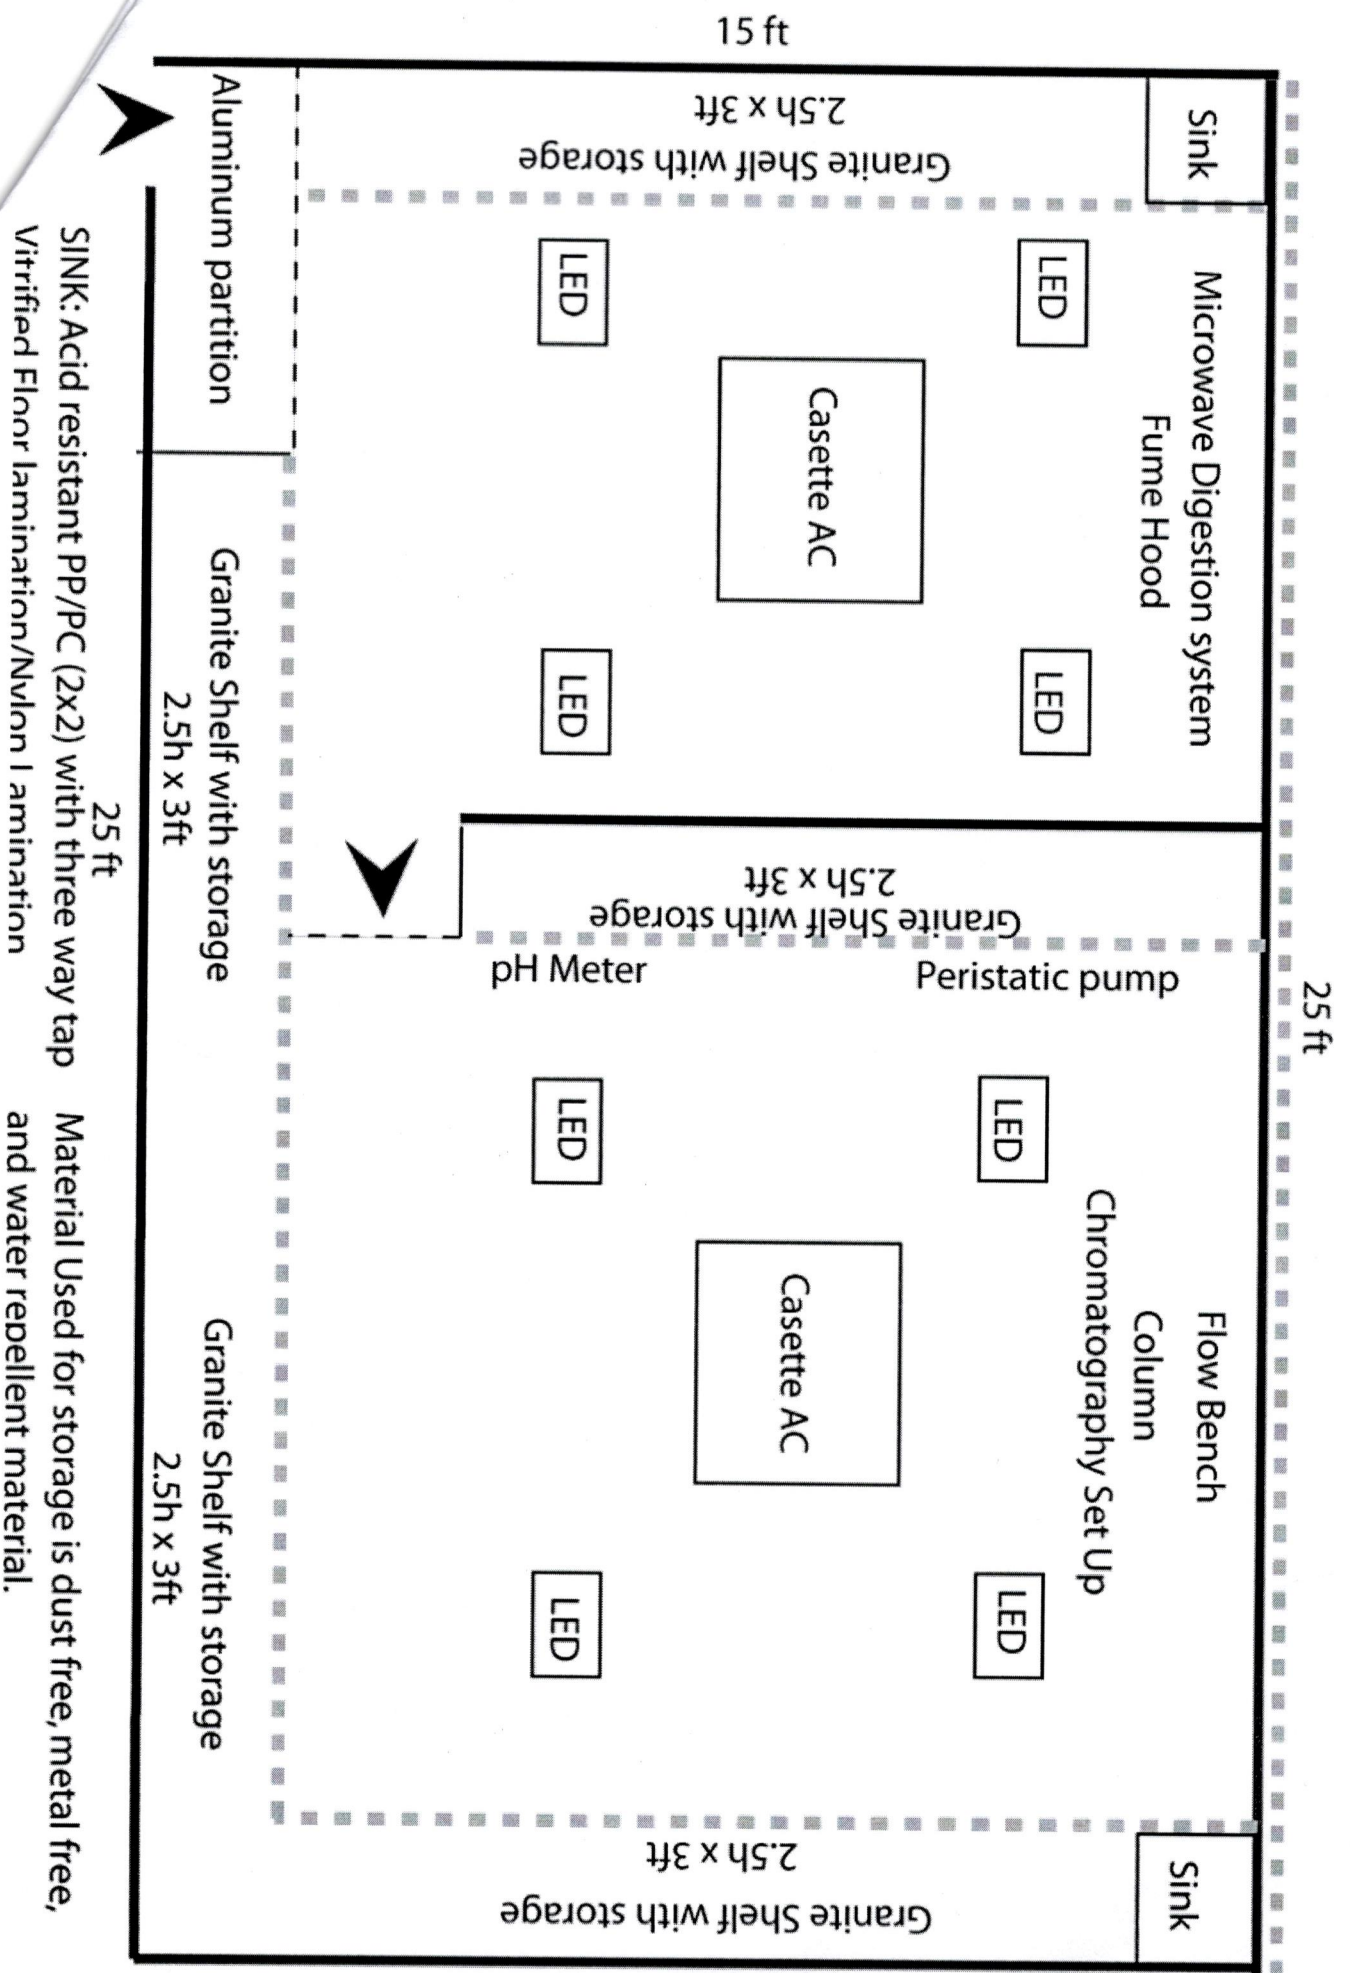 25 ft
Sink
Microwave Digestion system
Fume Hood
Flow Bench
Column
Chromatography Set Up
Sink
15 ft
2.5h x 3ft
Granite Shelf with storage
LED
LED
Casette AC
LED
LED
2.5h x 3ft
Granite Shelf with storage
Peristatic pump
pH Meter
LED
LED
Casette AC
LED
LED
2.5h x 3ft
Granite Shelf with storage
Aluminum partition
Granite Shelf with storage
2.5h x 3ft
Granite Shelf with storage
2.5h x 3ft
25 ft
SINK: Acid resistant PP/PC (2x2) with three way tap
Vitrified Floor lamination/Nylon Lamination
Material Used for storage is dust free, metal free,
and water repellent material.